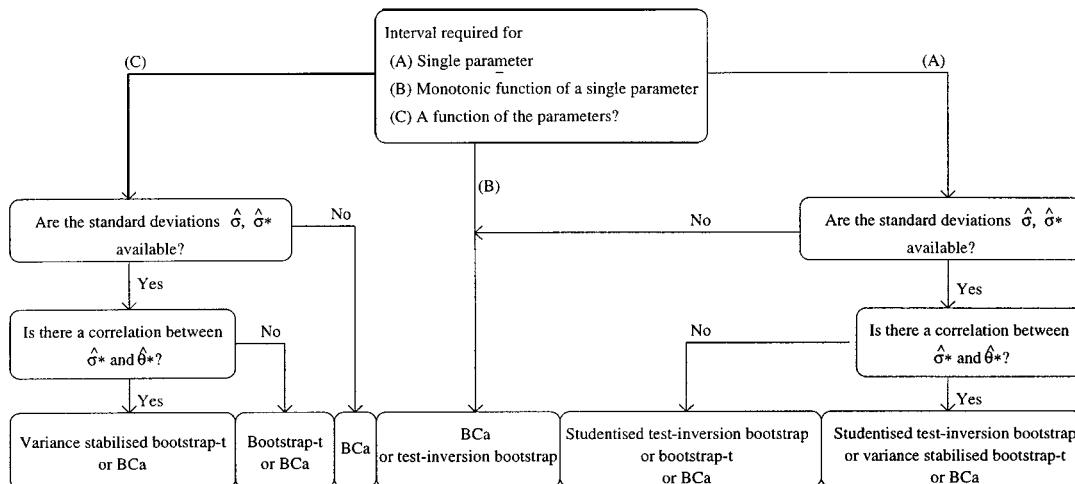 Interval required for
(A) Single parameter
(B) Monotonic function of a single parameter
(C) A function of the parameters?
(C)
(A)
(B)
Are the standard deviations σ̂, σ̂*
available?
No
No
Are the standard deviations σ̂, σ̂*
available?
Yes
Yes
Is there a correlation between
σ̂* and θ̂*?
No
No
Is there a correlation between
σ̂* and θ̂*?
Yes
Yes
Variance stabilised bootstrap-t
or BCa
Bootstrap-t
or BCa
BCa
BCa
or test-inversion bootstrap
Studentised test-inversion bootstrap
or bootstrap-t
or BCa
Studentised test-inversion bootstrap
or variance stabilised bootstrap-t
or BCa